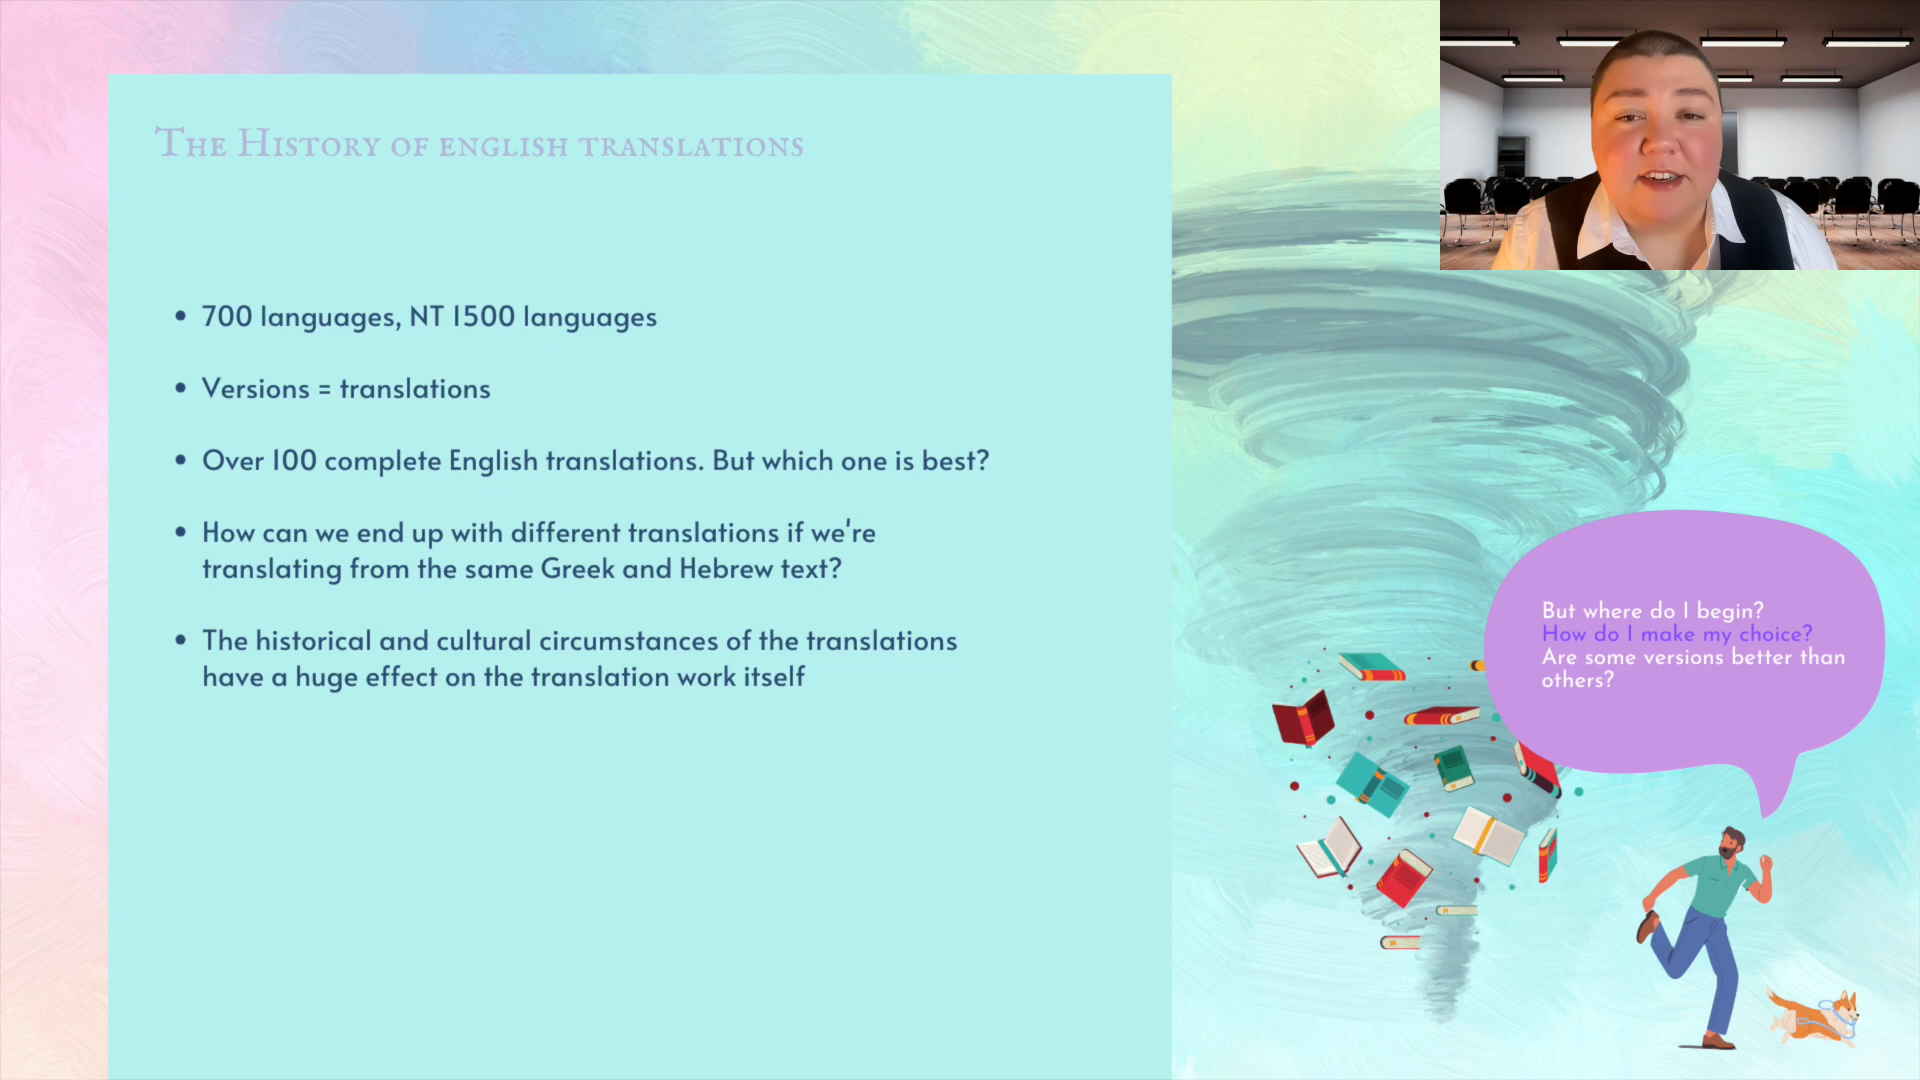 The History of english translations
• 700 languages, NT 1500 languages
• Versions = translations
• Over 100 complete English translations. But which one is best?
• How can we end up with different translations if we're
translating from the same Greek and Hebrew text?
• The historical and cultural circumstances of the translations
have a huge effect on the translation work itself
But where do I begin?
How do I make my choice?
Are some versions better than
others?